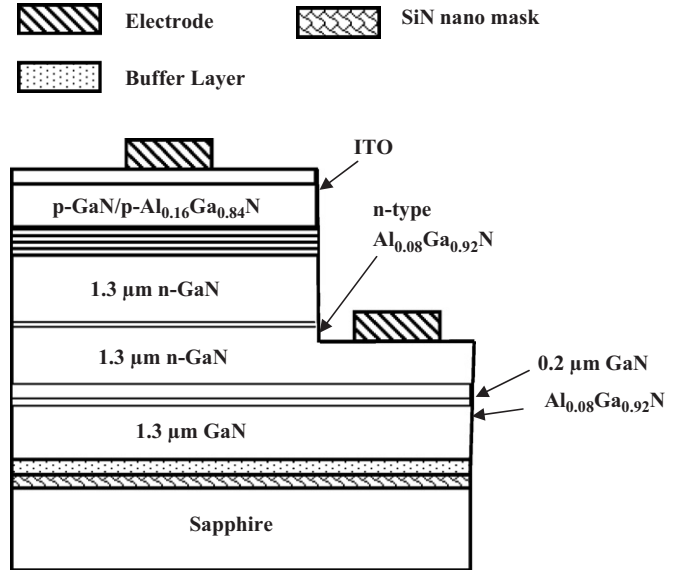 Electrode
SiN nano mask
Buffer Layer
ITO
p-GaN/p-Al₀.₁₆Ga₀.₈₄N
n-type
Al₀.₀₈Ga₀.₉₂N
1.3 μm n-GaN
1.3 μm n-GaN
0.2 μm GaN
Al₀.₀₈Ga₀.₉₂N
1.3 μm GaN
Sapphire